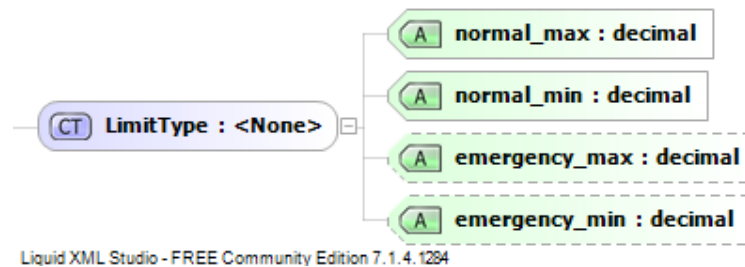 A normal_max : decimal
A normal_min : decimal
CT LimitType : <None>
A emergency_max : decimal
A emergency_min : decimal
Liquid XML Studio - FREE Community Edition 7.1.4.1284